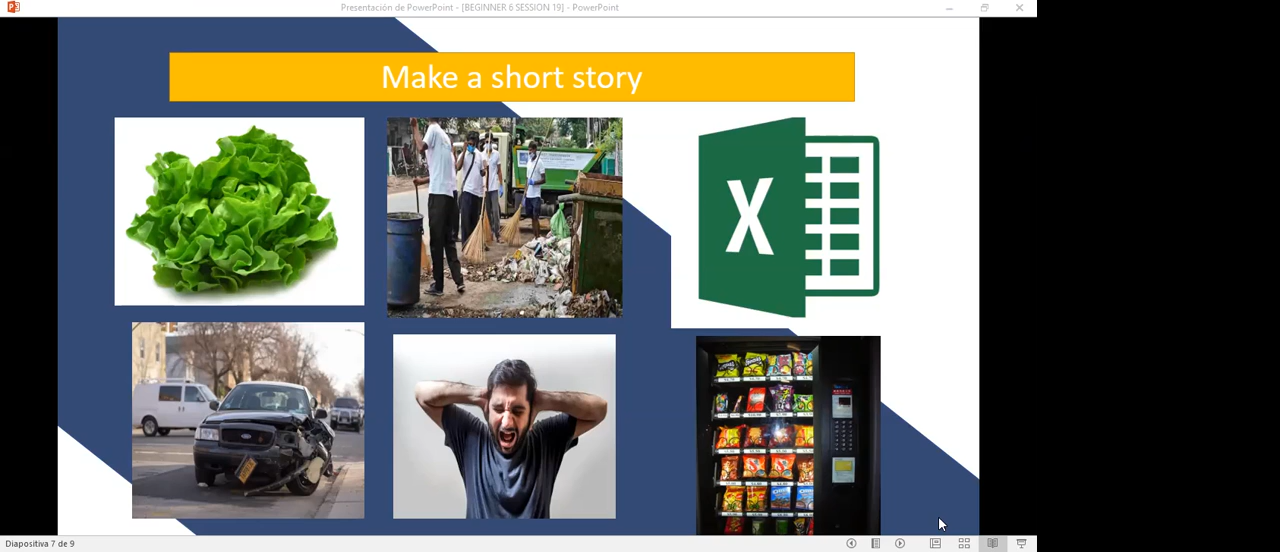 Presentación de PowerPoint - [BEGINNER 6 SESSION 19] - PowerPoint
Make a short story
X
Diapositiva 7 de 9